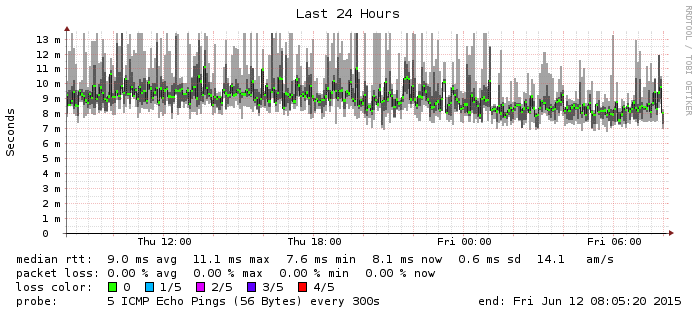 Last 24 Hours
RRDTOOL / TOBI OETIKER
Seconds
13 m
12 m
11 m
10 m
9 m
8 m
7 m
6 m
5 m
4 m
3 m
2 m
1 m
0
Thu 12:00 Thu 18:00 Fri 00:00 Fri 06:00
median rtt: 9.0 ms avg 11.1 ms max 7.6 ms min 8.1 ms now 0.6 ms sd 14.1 am/s
packet loss: 0.00 % avg 0.00 % max 0.00 % min 0.00 % now
loss color: 0 1/5 2/5 3/5 4/5
probe: 5 ICMP Echo Pings (56 Bytes) every 300s end: Fri Jun 12 08:05:20 2015